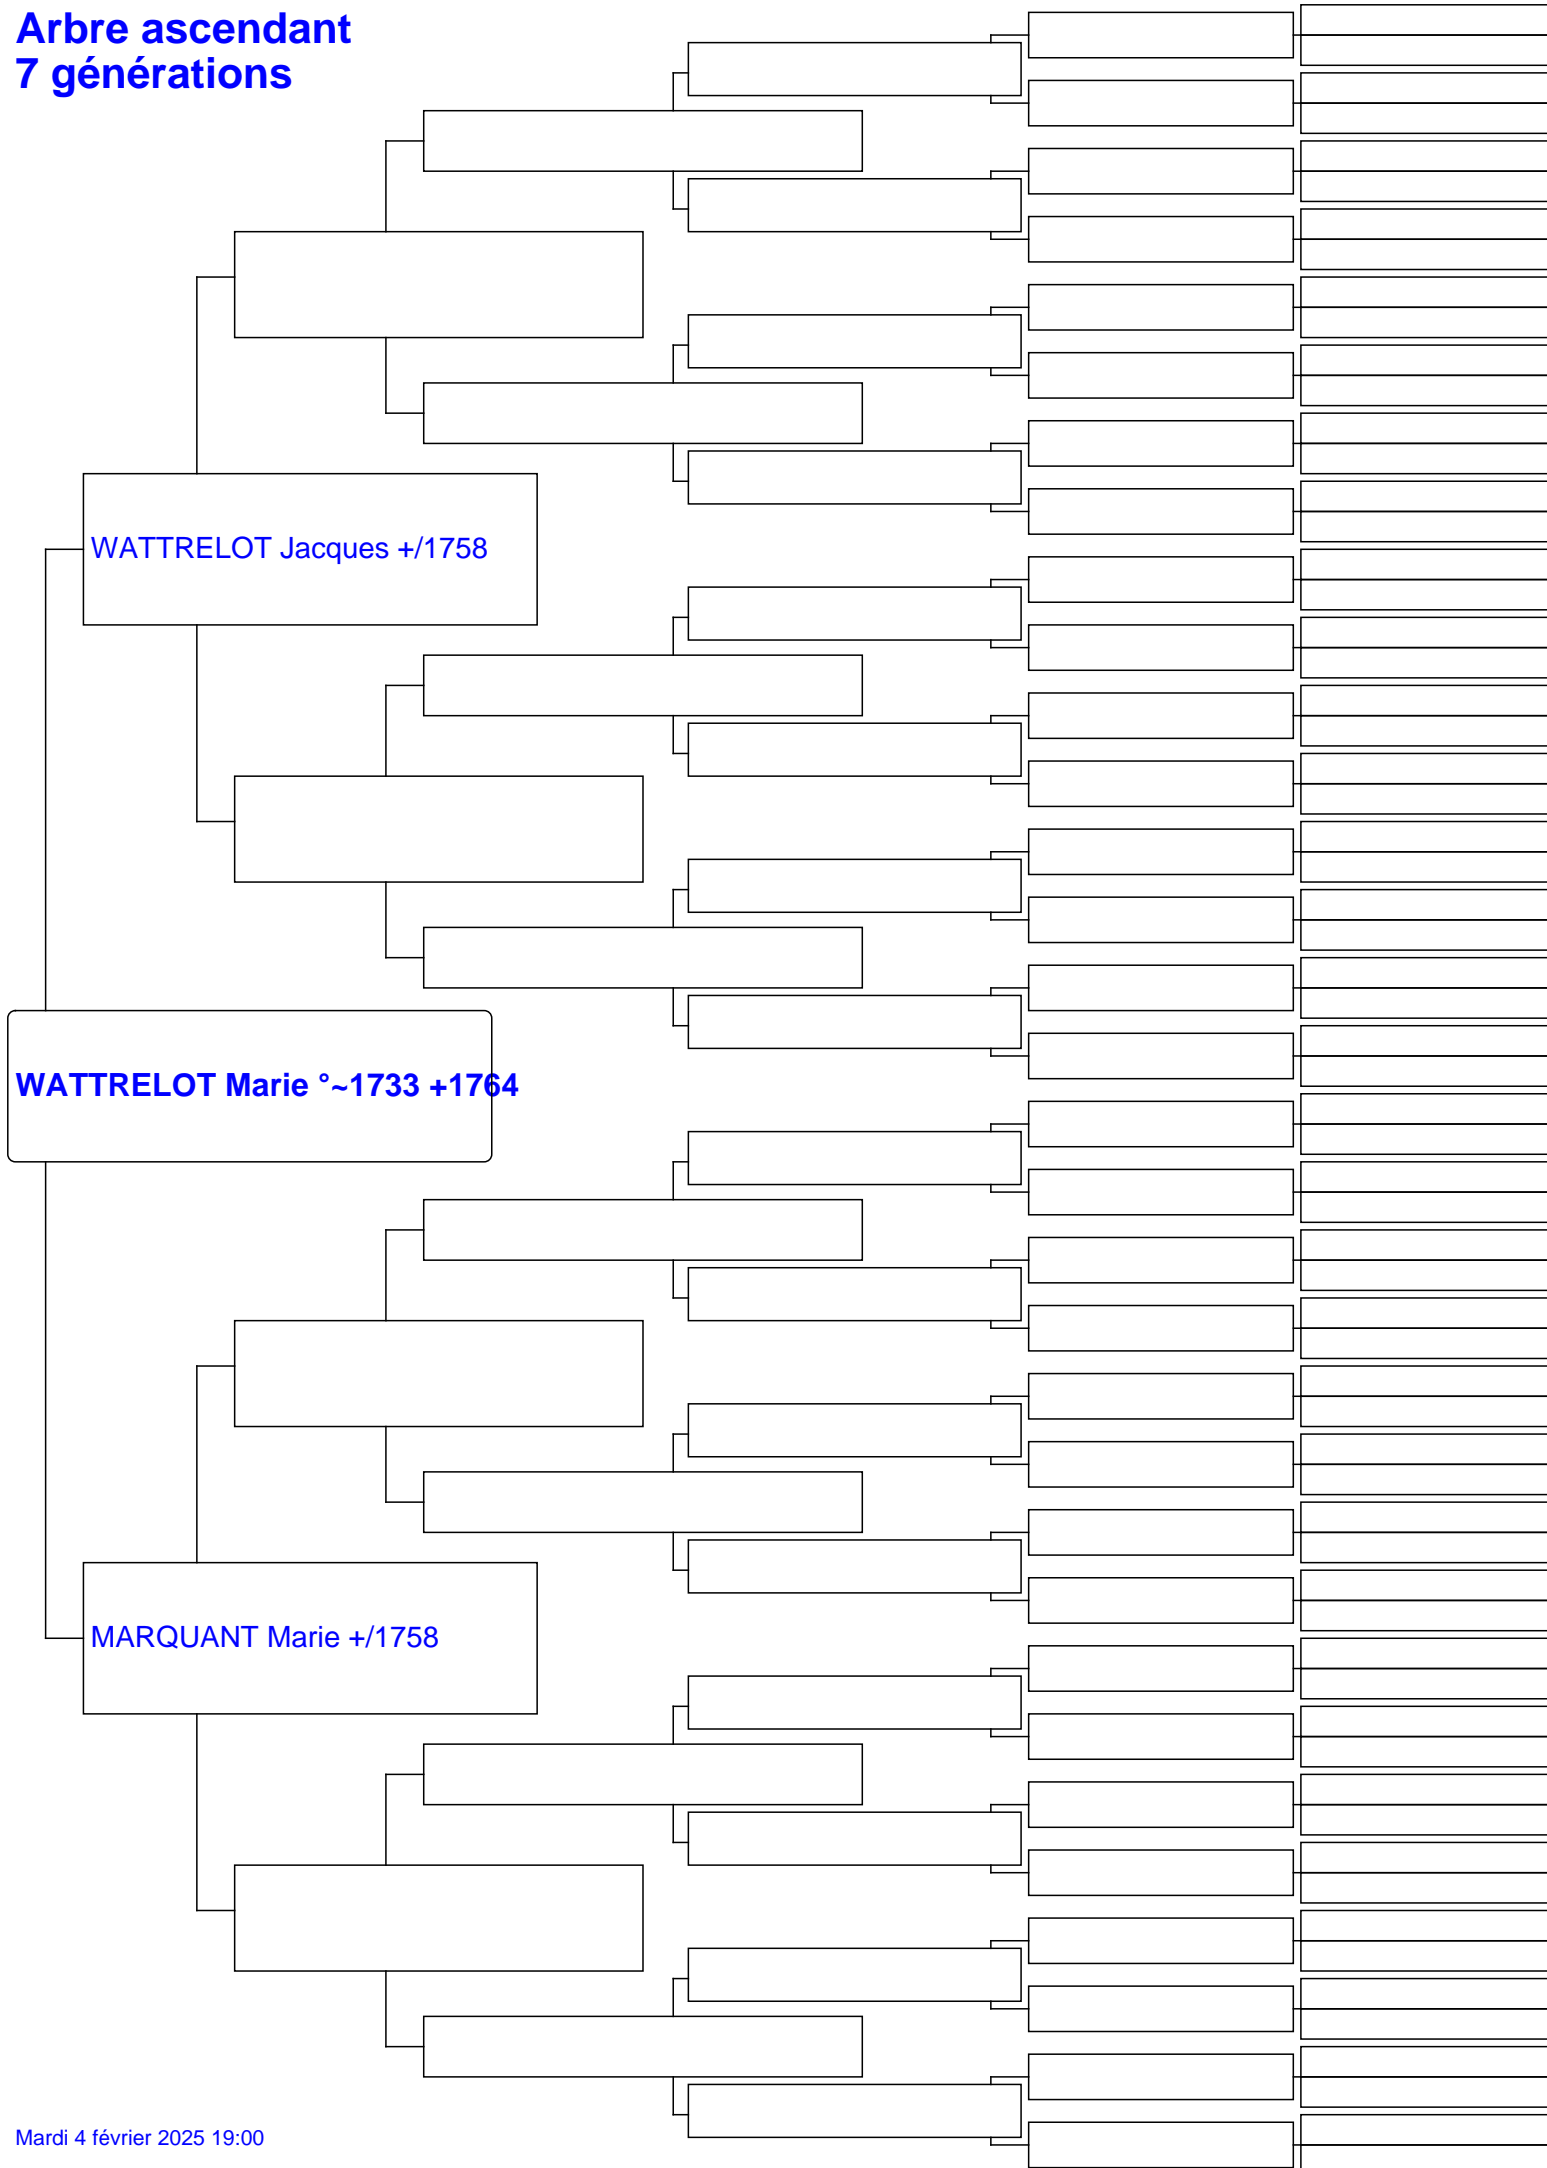 Arbre ascendant
7 générations
WATTRELOT Jacques +/1758
WATTRELOT Marie °~1733 +1764
MARQUANT Marie +/1758
Mardi 4 février 2025 19:00